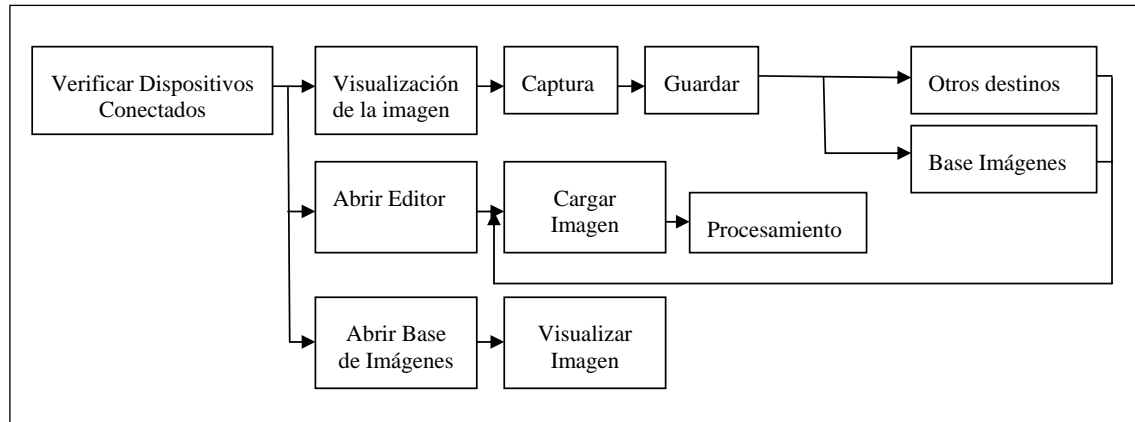 Verificar Dispositivos
Conectados
Visualización
de la imagen
Captura
Guardar
Otros destinos
Base Imágenes
Abrir Editor
Cargar
Imagen
Procesamiento
Abrir Base
de Imágenes
Visualizar
Imagen